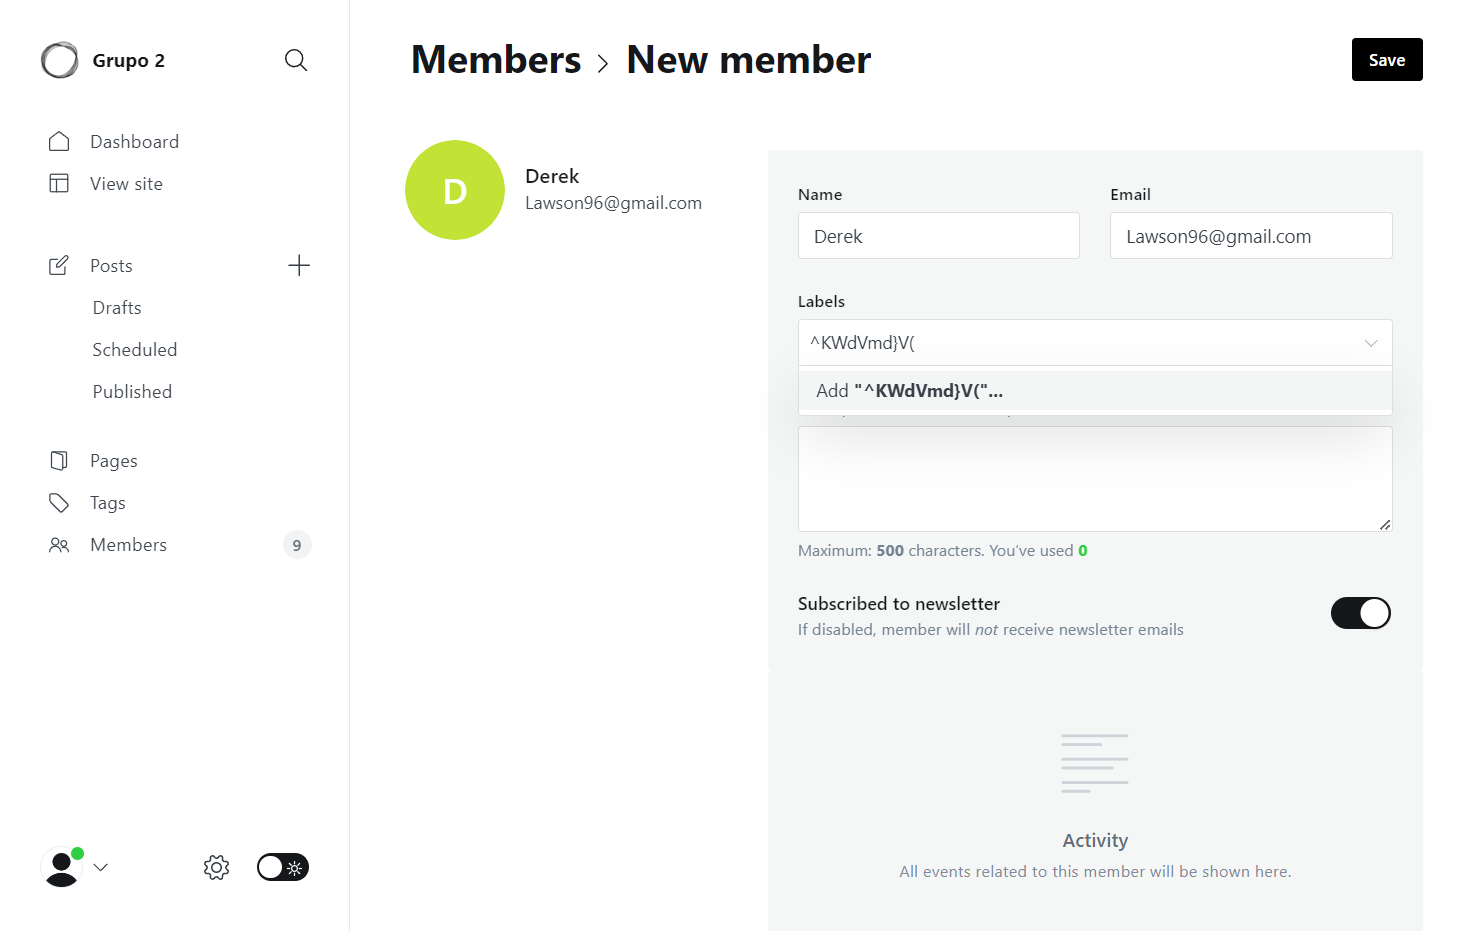 Grupo 2
Dashboard
View site
Posts
Drafts
Scheduled
Published
Pages
Tags
Members 9
Members > New member
Save
D
Derek
Lawson96@gmail.com
Name
Email
Derek
Lawson96@gmail.com
Labels
^KWdVmd}V(
Add "^KWdVmd}V("...
Maximum: 500 characters. You've used 0
Subscribed to newsletter
If disabled, member will not receive newsletter emails
Activity
All events related to this member will be shown here.